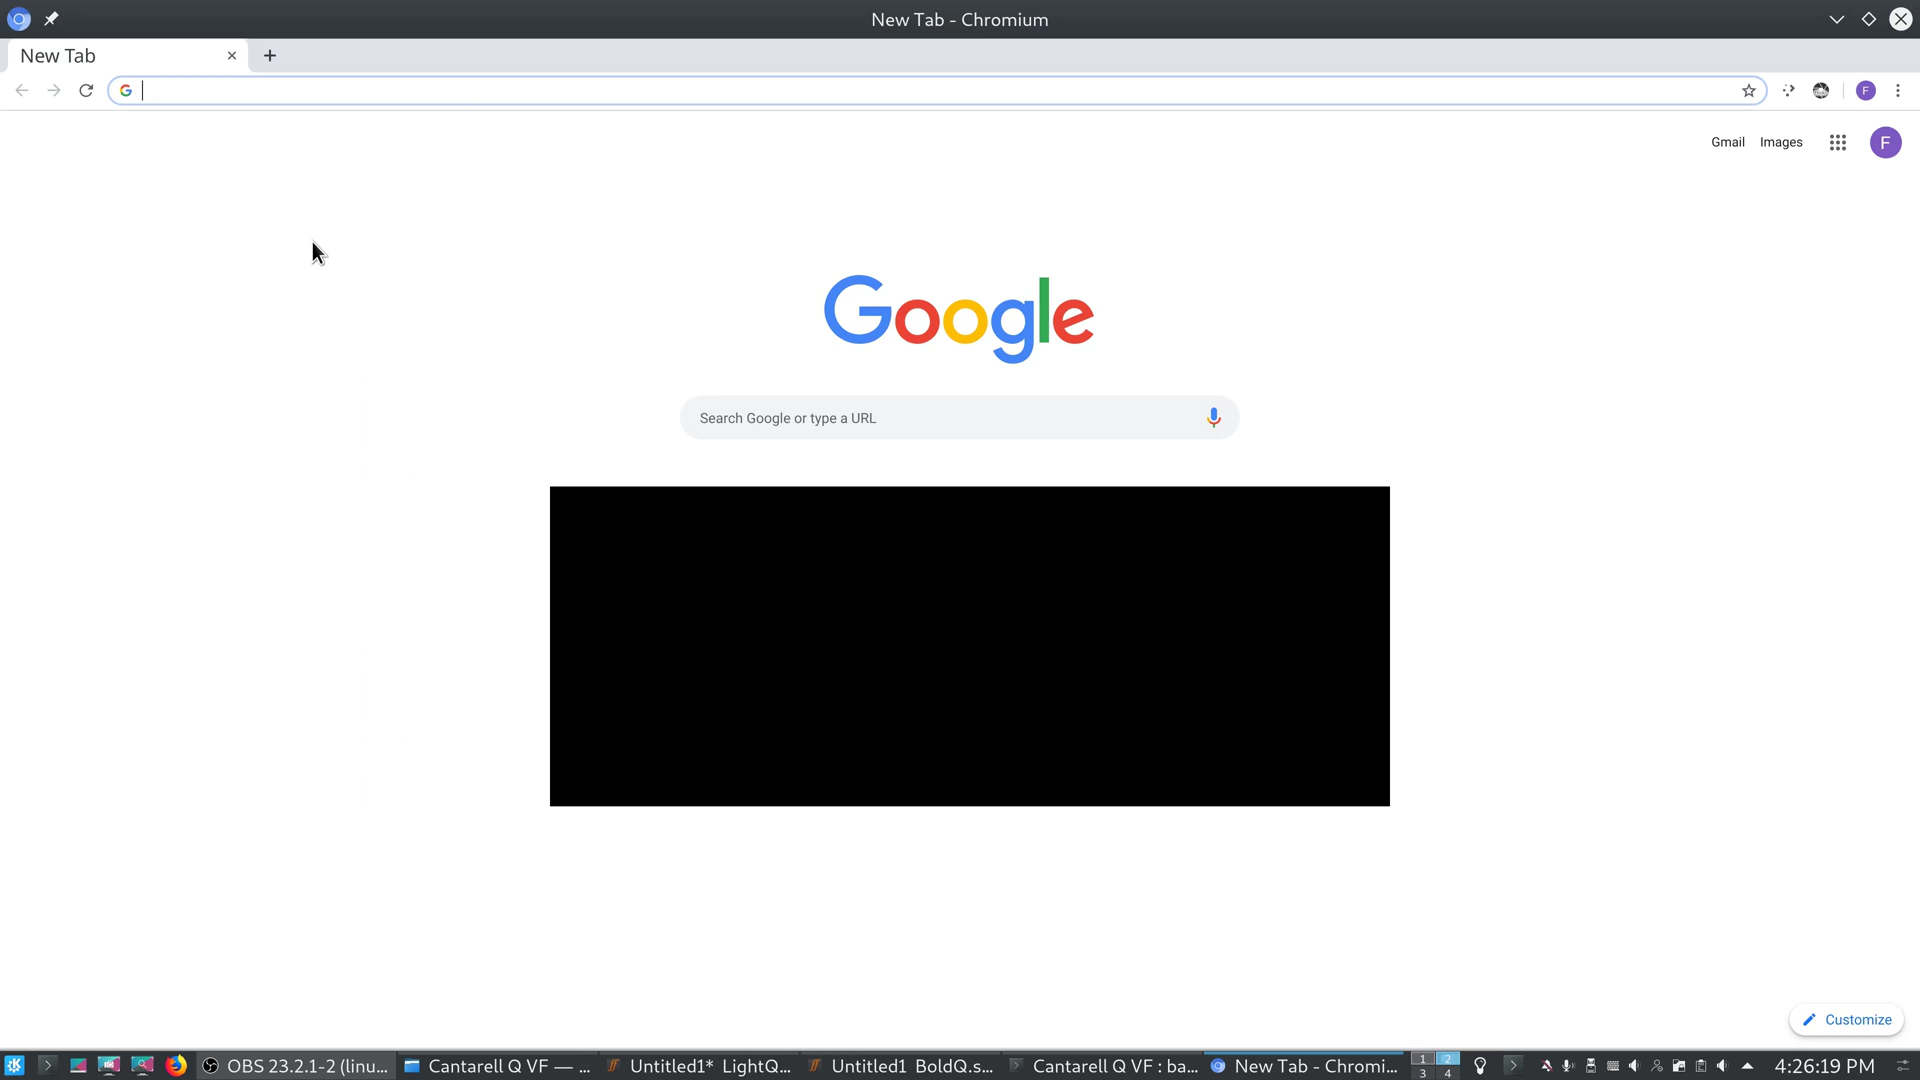 New Tab - Chromium
New Tab
F
Gmail Images F
Google
Search Google or type a URL
Customize
OBS 23.2.1-2 (linu... Cantarell Q VF — ... Untitled1* LightQ... Untitled1 BoldQ.s... Cantarell Q VF : ba... New Tab - Chromi... 1 2 3 4 4:26:19 PM